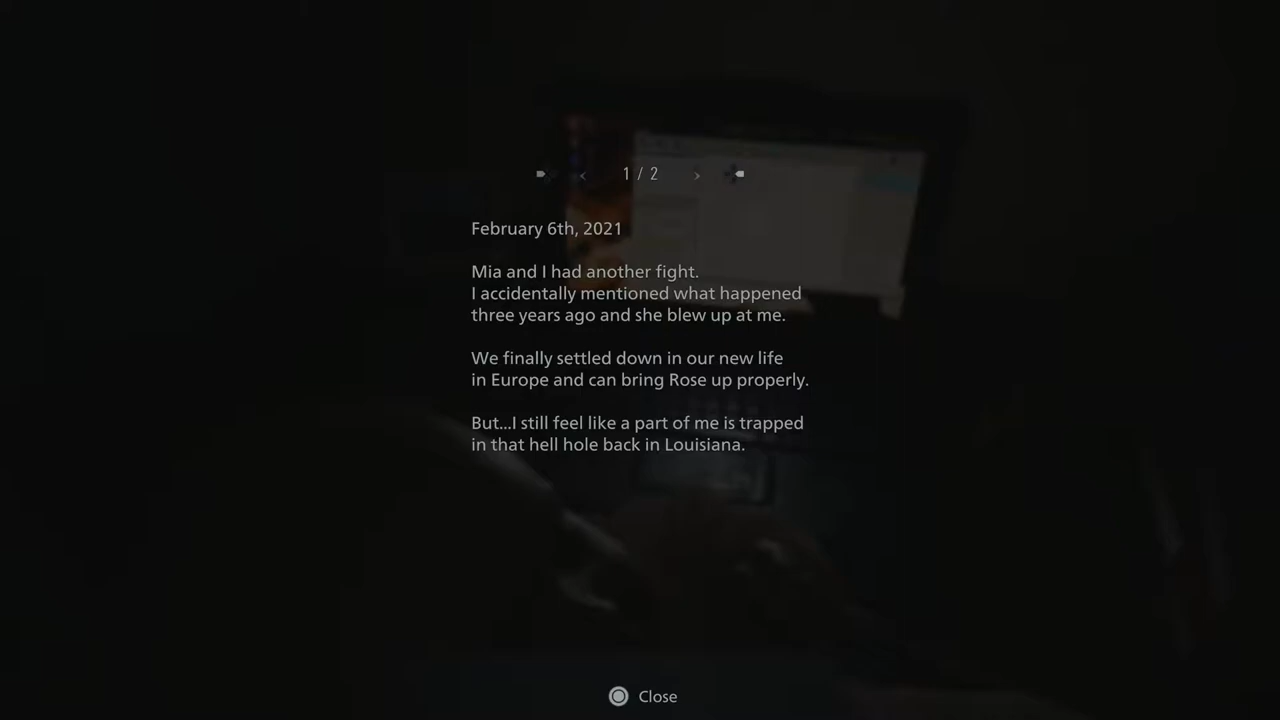 1 / 2
February 6th, 2021
Mia and I had another fight.
I accidentally mentioned what happened
three years ago and she blew up at me.
We finally settled down in our new life
in Europe and can bring Rose up properly.
But...I still feel like a part of me is trapped
in that hell hole back in Louisiana.
Close